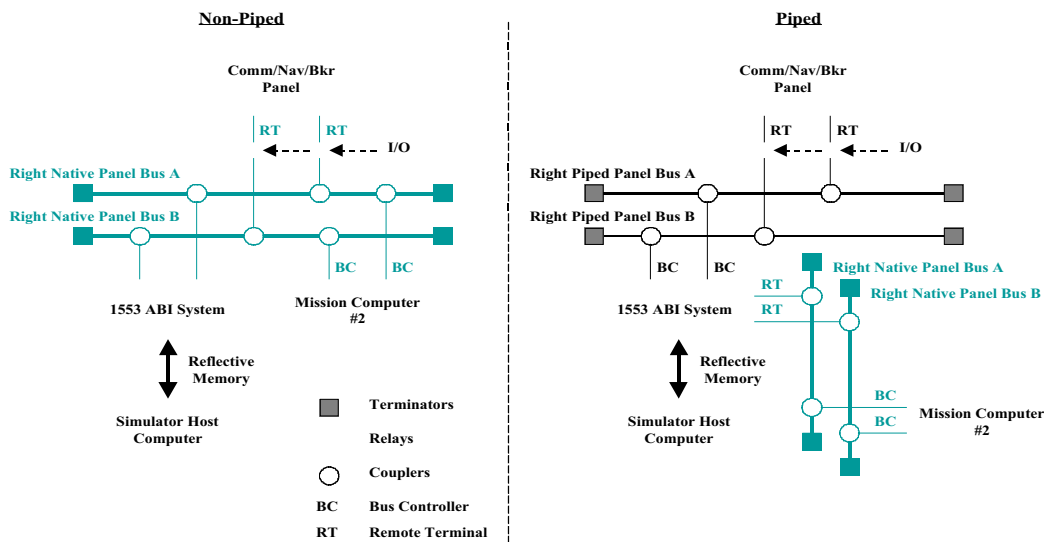 Non-Piped
Comm/Nav/Bkr
Panel
RT
RT
I/O
Right Native Panel Bus A
Right Native Panel Bus B
BC
BC
1553 ABI System
Mission Computer
#2
Reflective
Memory
Simulator Host
Computer
Terminators
Relays
Couplers
BC
Bus Controller
RT
Remote Terminal
Piped
Comm/Nav/Bkr
Panel
RT
RT
I/O
Right Piped Panel Bus A
Right Piped Panel Bus B
BC
BC
Right Native Panel Bus A
RT
Right Native Panel Bus B
RT
1553 ABI System
Reflective
Memory
BC
Mission Computer
#2
BC
Simulator Host
Computer